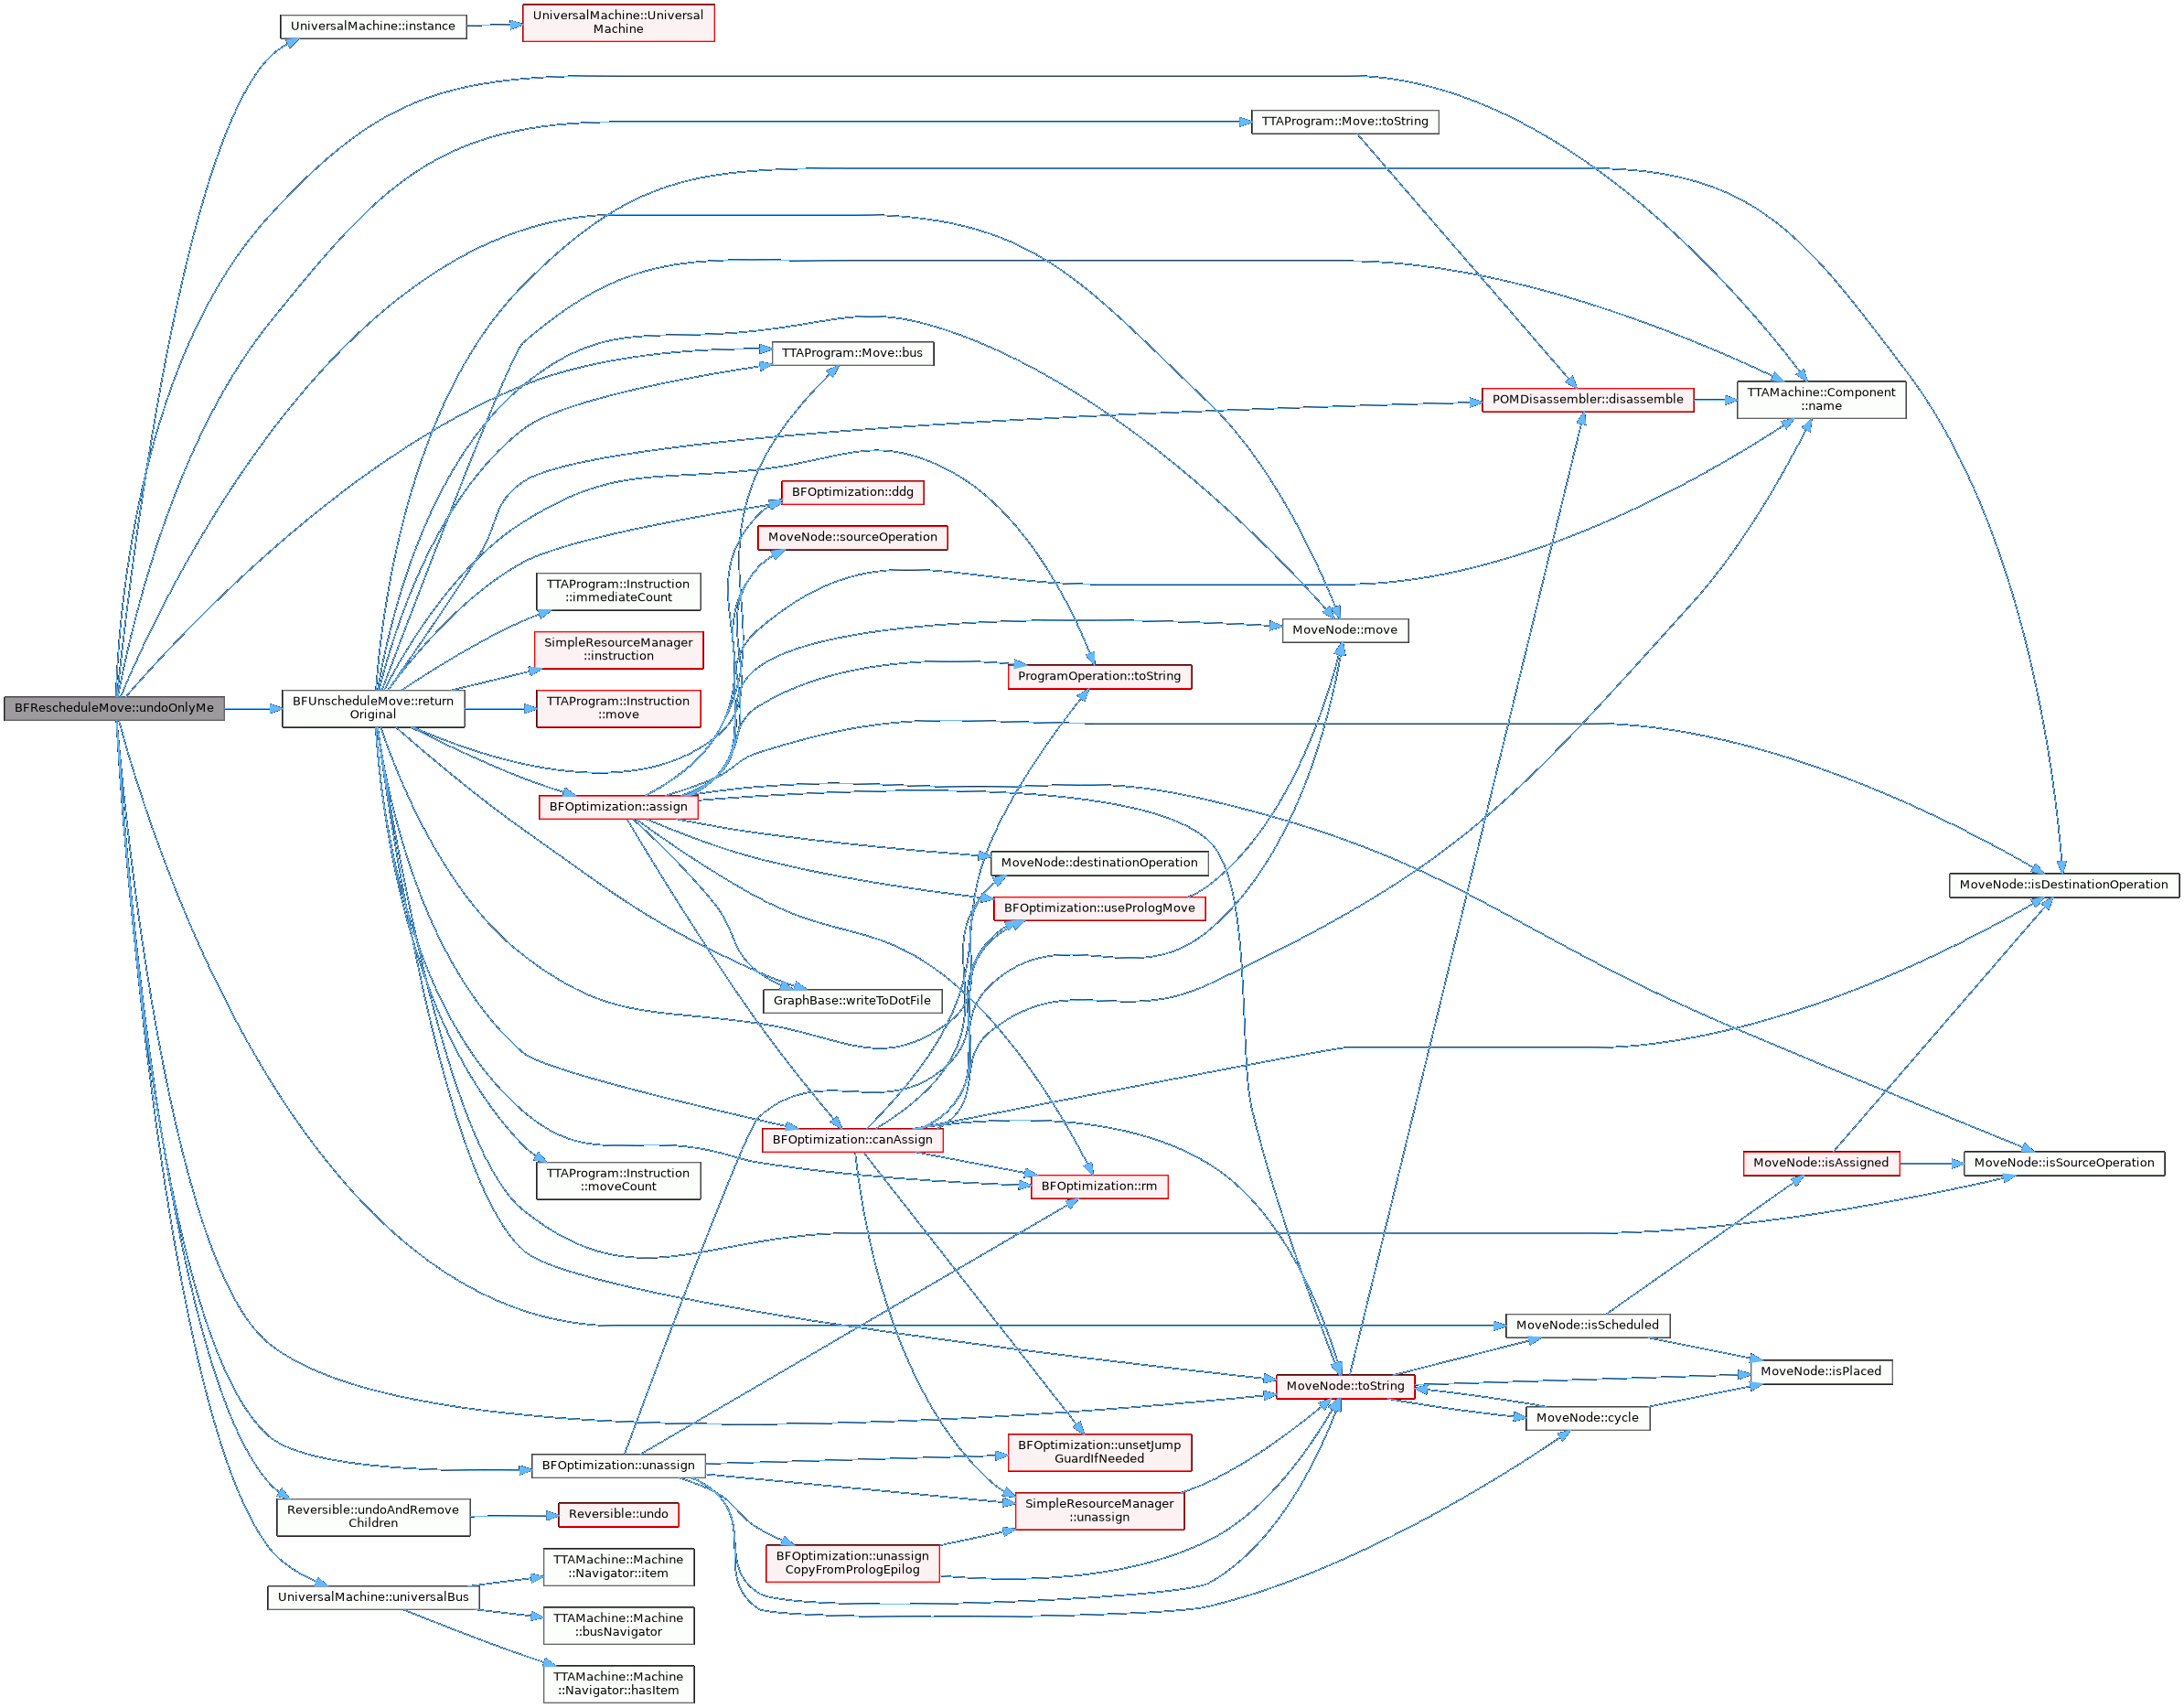 UniversalMachine::instance
UniversalMachine::Universal
Machine
TTAProgram::Move::toString
TTAProgram::Move::bus
POMDisassembler::disassemble
TTAMachine::Component
::name
BFOptimization::ddg
MoveNode::sourceOperation
TTAProgram::Instruction
::immediateCount
SimpleResourceManager
::instruction
MoveNode::move
ProgramOperation::toString
BFRescheduleMove::undoOnlyMe
BFUnscheduleMove::return
Original
TTAProgram::Instruction
::move
BFOptimization::assign
MoveNode::destinationOperation
MoveNode::isDestinationOperation
BFOptimization::usePrologMove
GraphBase::writeToDotFile
BFOptimization::canAssign
TTAProgram::Instruction
::moveCount
BFOptimization::rm
MoveNode::isAssigned
MoveNode::isSourceOperation
MoveNode::isScheduled
MoveNode::isPlaced
MoveNode::toString
MoveNode::cycle
BFOptimization::unassign
BFOptimization::unsetJump
GuardIfNeeded
Reversible::undoAndRemove
Children
Reversible::undo
SimpleResourceManager
::unassign
BFOptimization::unassign
CopyFromPrologEpilog
TTAMachine::Machine
::Navigator::item
UniversalMachine::universalBus
TTAMachine::Machine
::busNavigator
TTAMachine::Machine
::Navigator::hasItem